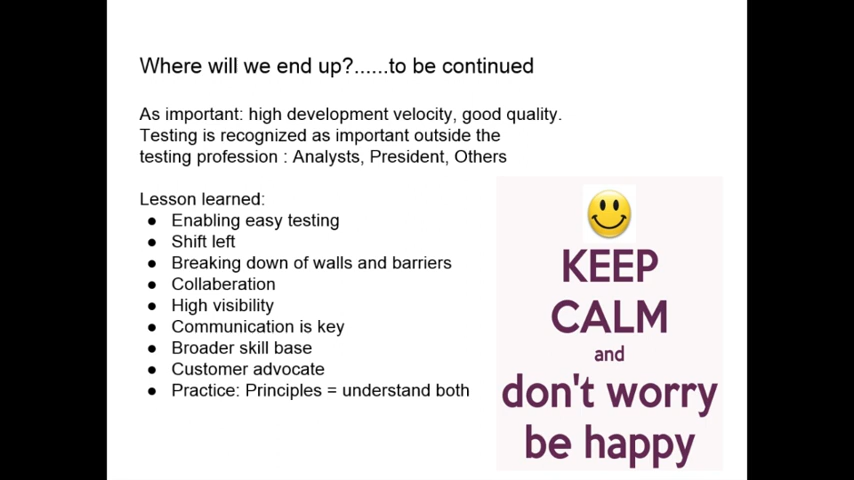 Where will we end up?......to be continued
As important: high development velocity, good quality.
Testing is recognized as important outside the
testing profession : Analysts, President, Others
Lesson learned:
● Enabling easy testing
● Shift left
● Breaking down of walls and barriers
● Collaberation
● High visibility
● Communication is key
● Broader skill base
● Customer advocate
● Practice: Principles = understand both
KEEP
CALM
and
don't worry
be happy